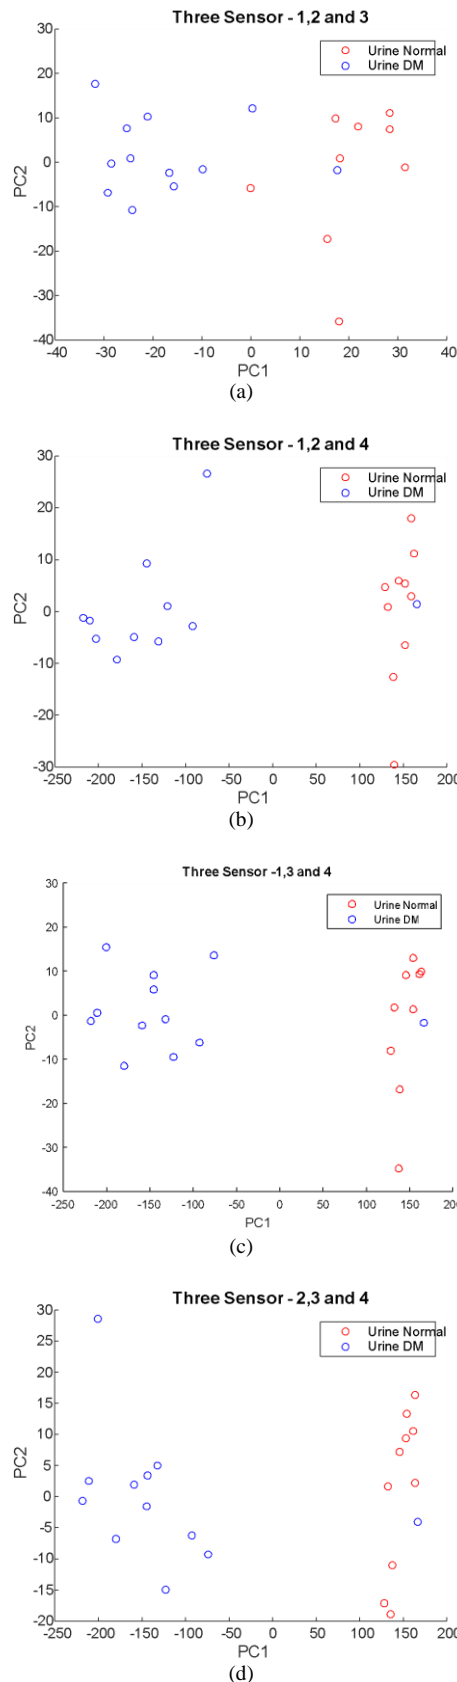 Three Sensor - 1,2 and 3
Urine Normal
Urine DM
30
20
10
0
-10
-20
-30
-40
PC2
-40 -30 -20 -10 0 10 20 30 40
PC1
(a)
Three Sensor - 1,2 and 4
Urine Normal
Urine DM
30
20
10
0
-10
-20
-30
PC2
-250 -200 -150 -100 -50 0 50 100 150 200
PC1
(b)
Three Sensor -1,3 and 4
Urine Normal
Urine DM
30
20
10
0
-10
-20
-30
-40
PC2
-250 -200 -150 -100 -50 0 50 100 150 200
PC1
(c)
Three Sensor - 2,3 and 4
Urine Normal
Urine DM
30
25
20
15
10
5
0
-5
-10
-15
-20
PC2
-250 -200 -150 -100 -50 0 50 100 150 200
PC1
(d)